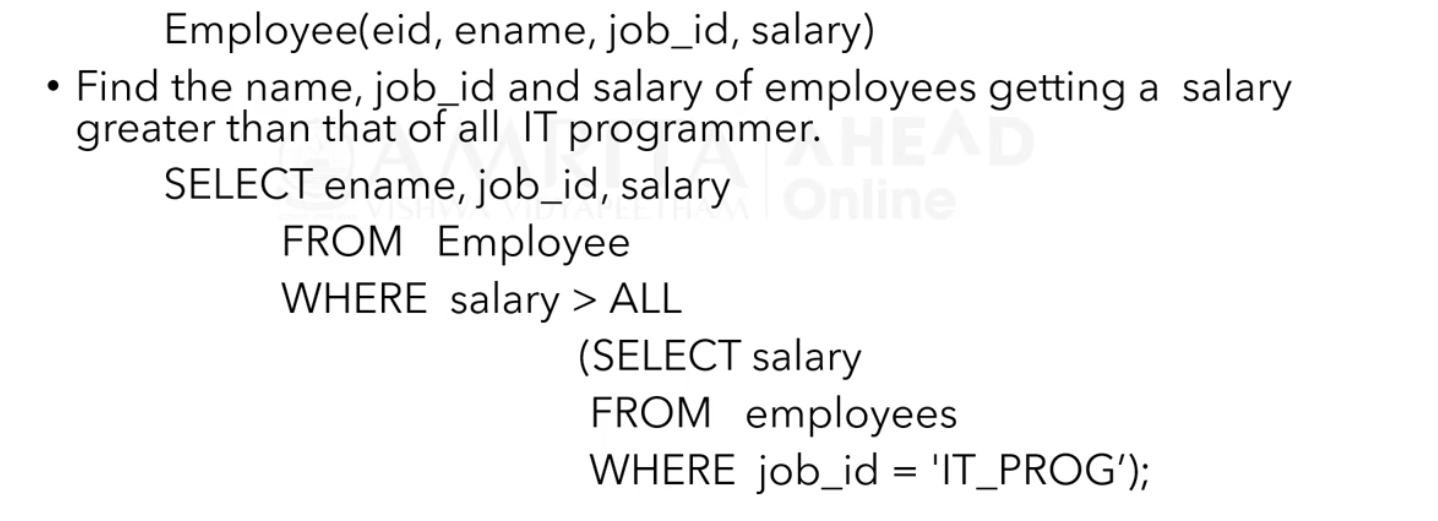 Employee(eid, ename, job_id, salary)
• Find the name, job_id and salary of employees getting a  salary
greater than that of all  IT programmer.
SELECT ename, job_id, salary
FROM   Employee
WHERE  salary > ALL
(SELECT salary
FROM   employees
WHERE  job_id = 'IT_PROG’);
AMRITA
VISHWA VIDYAPEETHAM
AHEAD
Online